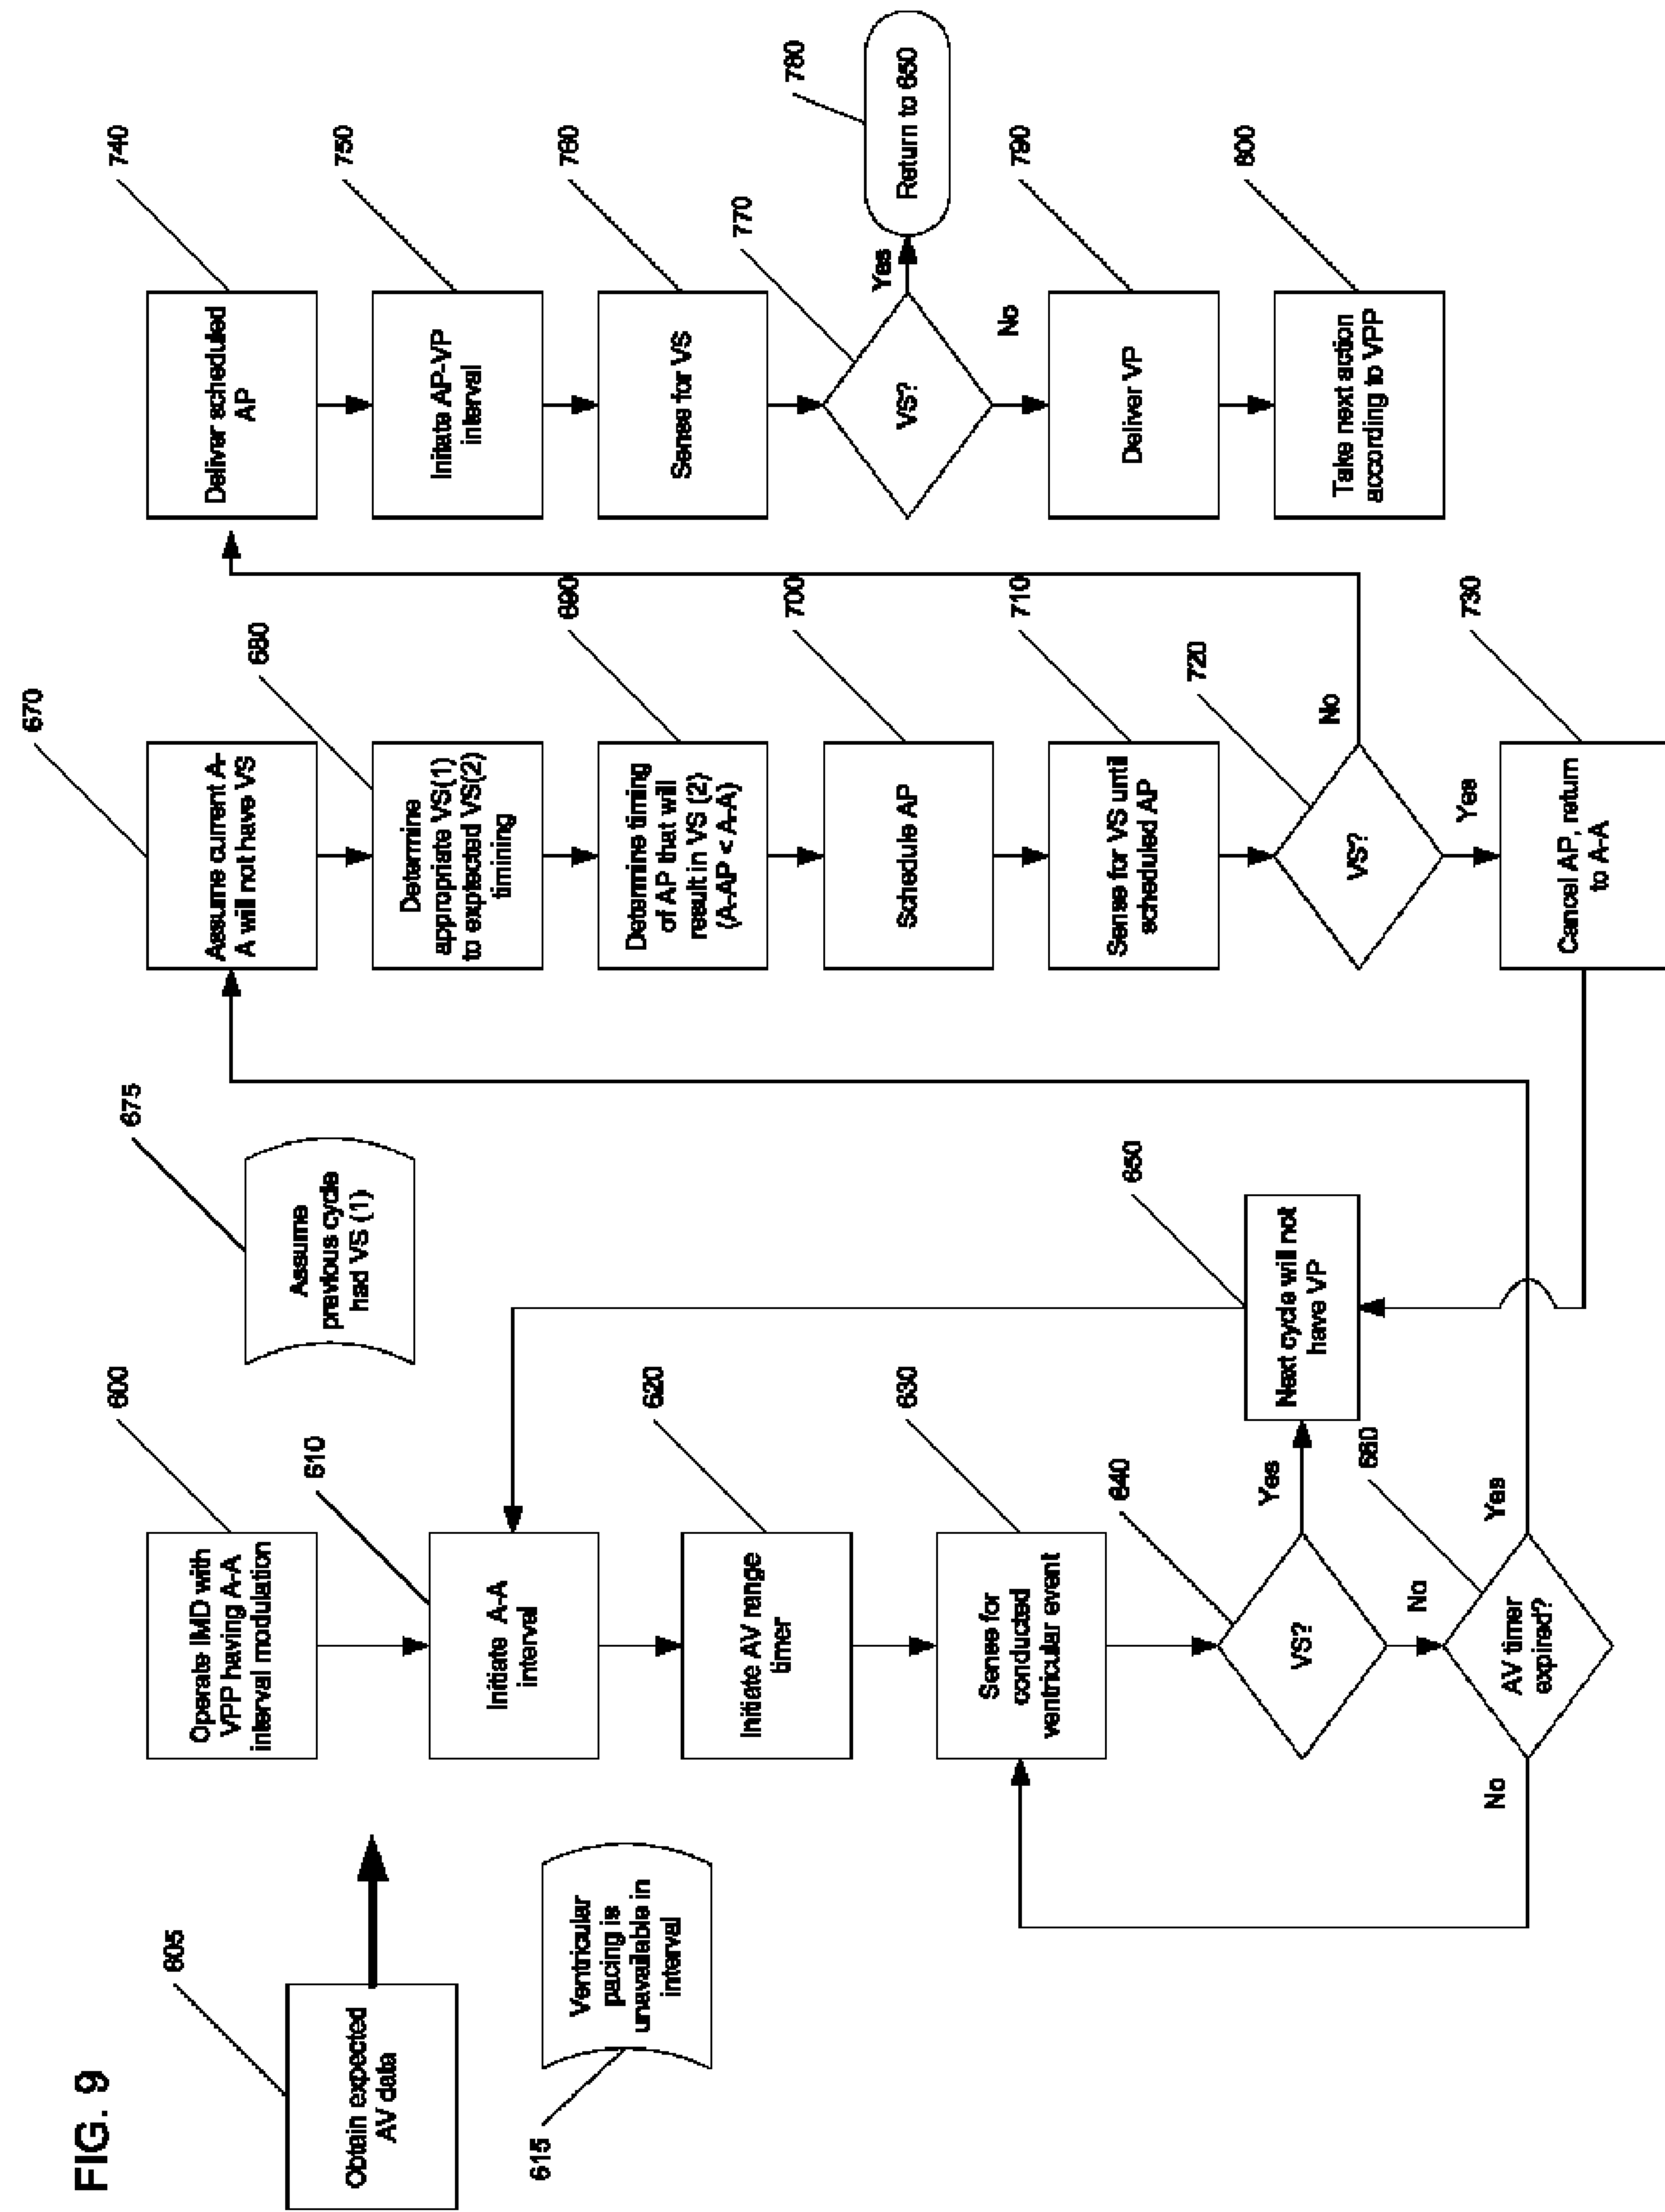 FIG. 9
605
Obtain expected
AV data
615
Ventricular
pacing is
unavailable in
interval
600
Operate IMD with
VPP having A-A
interval modulation
610
Initiate A-A
interval
620
Initiate AV range
timer
630
Sense for
conducted
ventricular event
640
VS?
Yes
No
650
Next cycle will not
have VP
660
AV timer
expired?
No
Yes
675
Assume
previous cycle
had VS (1)
670
Assume current A-
A will not have VS
680
Determine
appropriate VS(1)
to exptected VS(2)
timining
690
Determine timing
of AP that will
result in VS (2)
(A-AP < A-A)
700
Schedule AP
710
Sense for VS until
scheduled AP
720
VS?
No
Yes
730
Cancel AP, return
to A-A
740
Deliver scheduled
AP
750
Initate AP-VP
interval
760
Sense for VS
770
VS?
Yes
No
780
Return to 650
790
Deliver VP
800
Take next action
according to VPP